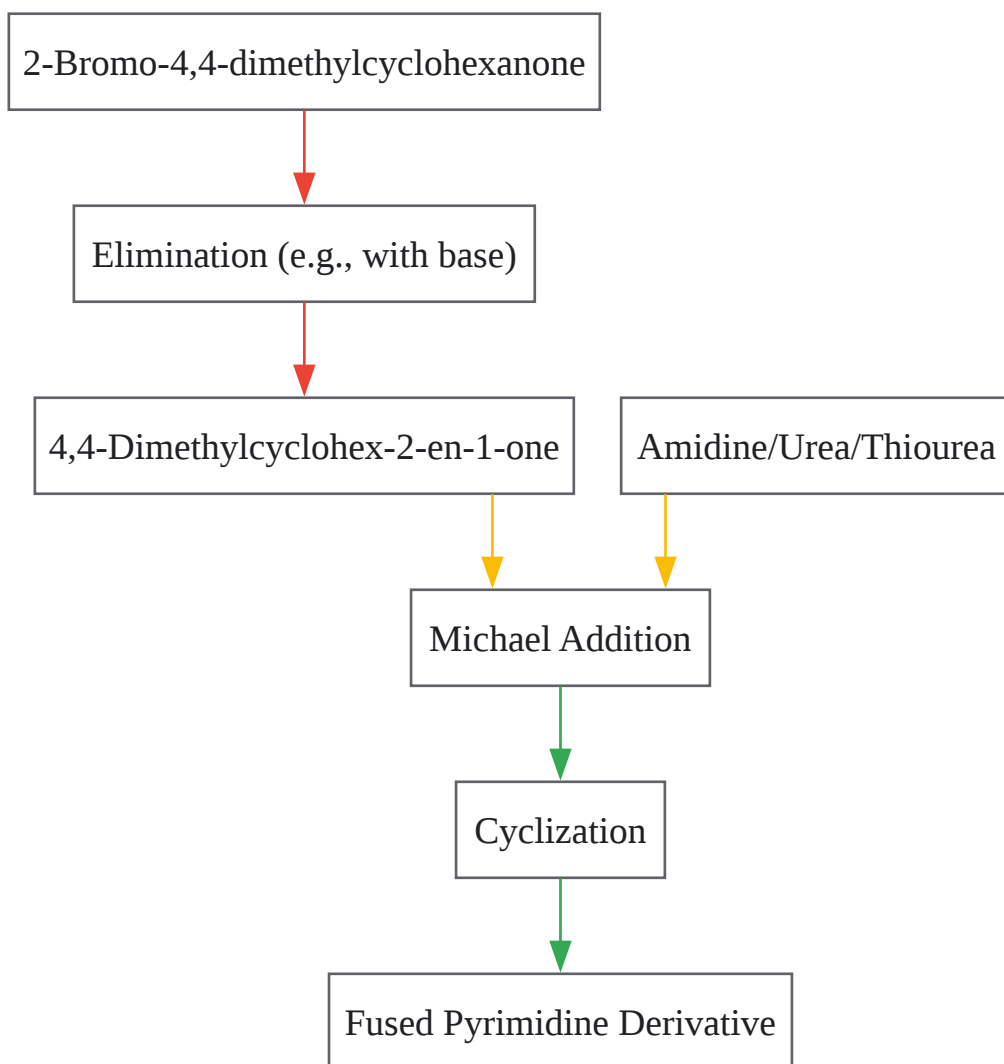 2-Bromo-4,4-dimethylcyclohexanone
Elimination (e.g., with base)
4,4-Dimethylcyclohex-2-en-1-one
Amidine/Urea/Thiourea
Michael Addition
Cyclization
Fused Pyrimidine Derivative